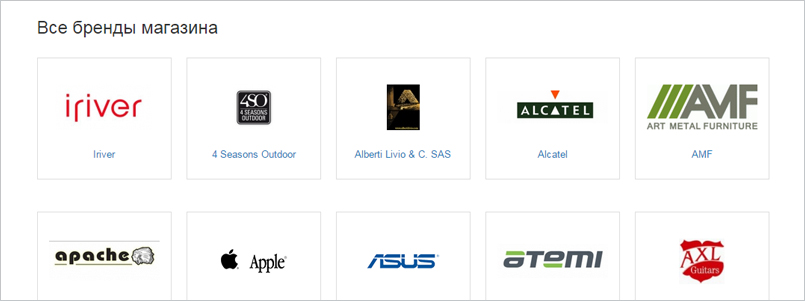 Все бренды магазина
iriver
4SO
4 SEASONS
OUTDOOR
A
ALCATEL
AMF
ART METAL FURNITURE
Iriver
4 Seasons Outdoor
Alberti Livio & C. SAS
Alcatel
AMF
apache
Apple
ASUS
ATEMI
AXL
Guitars